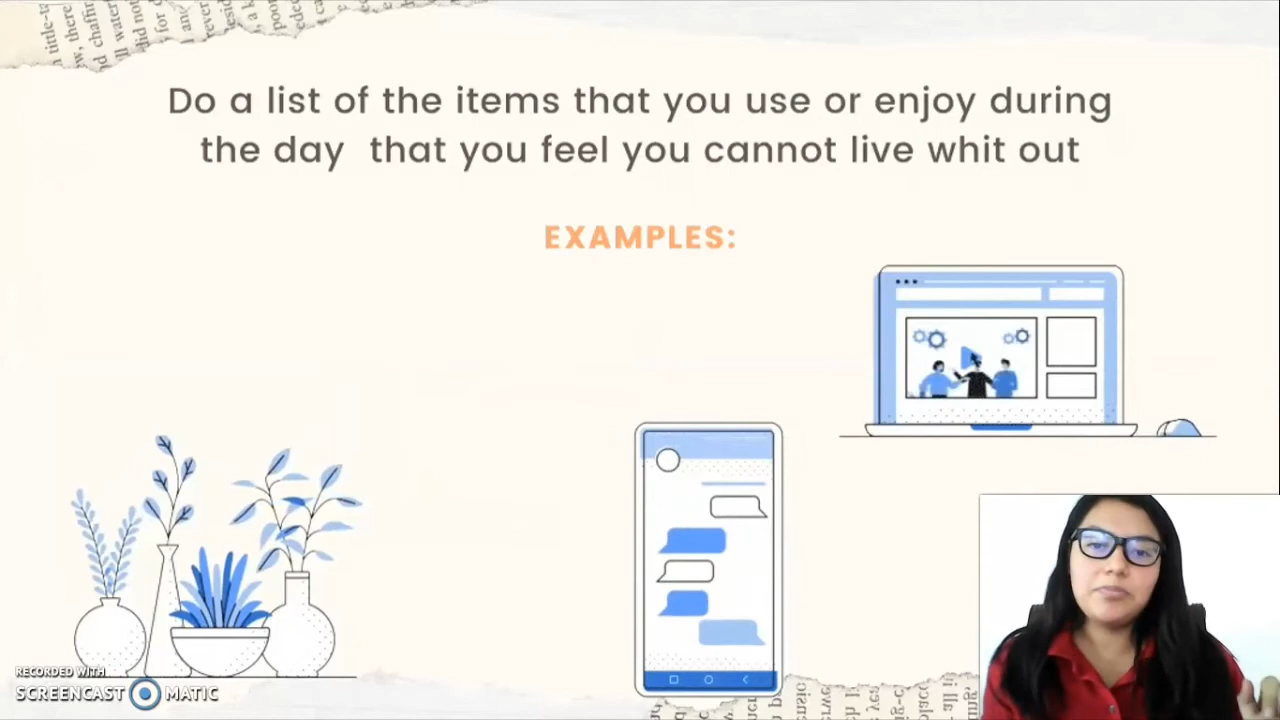 Do a list of the items that you use or enjoy during
the day that you feel you cannot live whit out
EXAMPLES:
RECORDED WITH
SCREENCAST MATIC